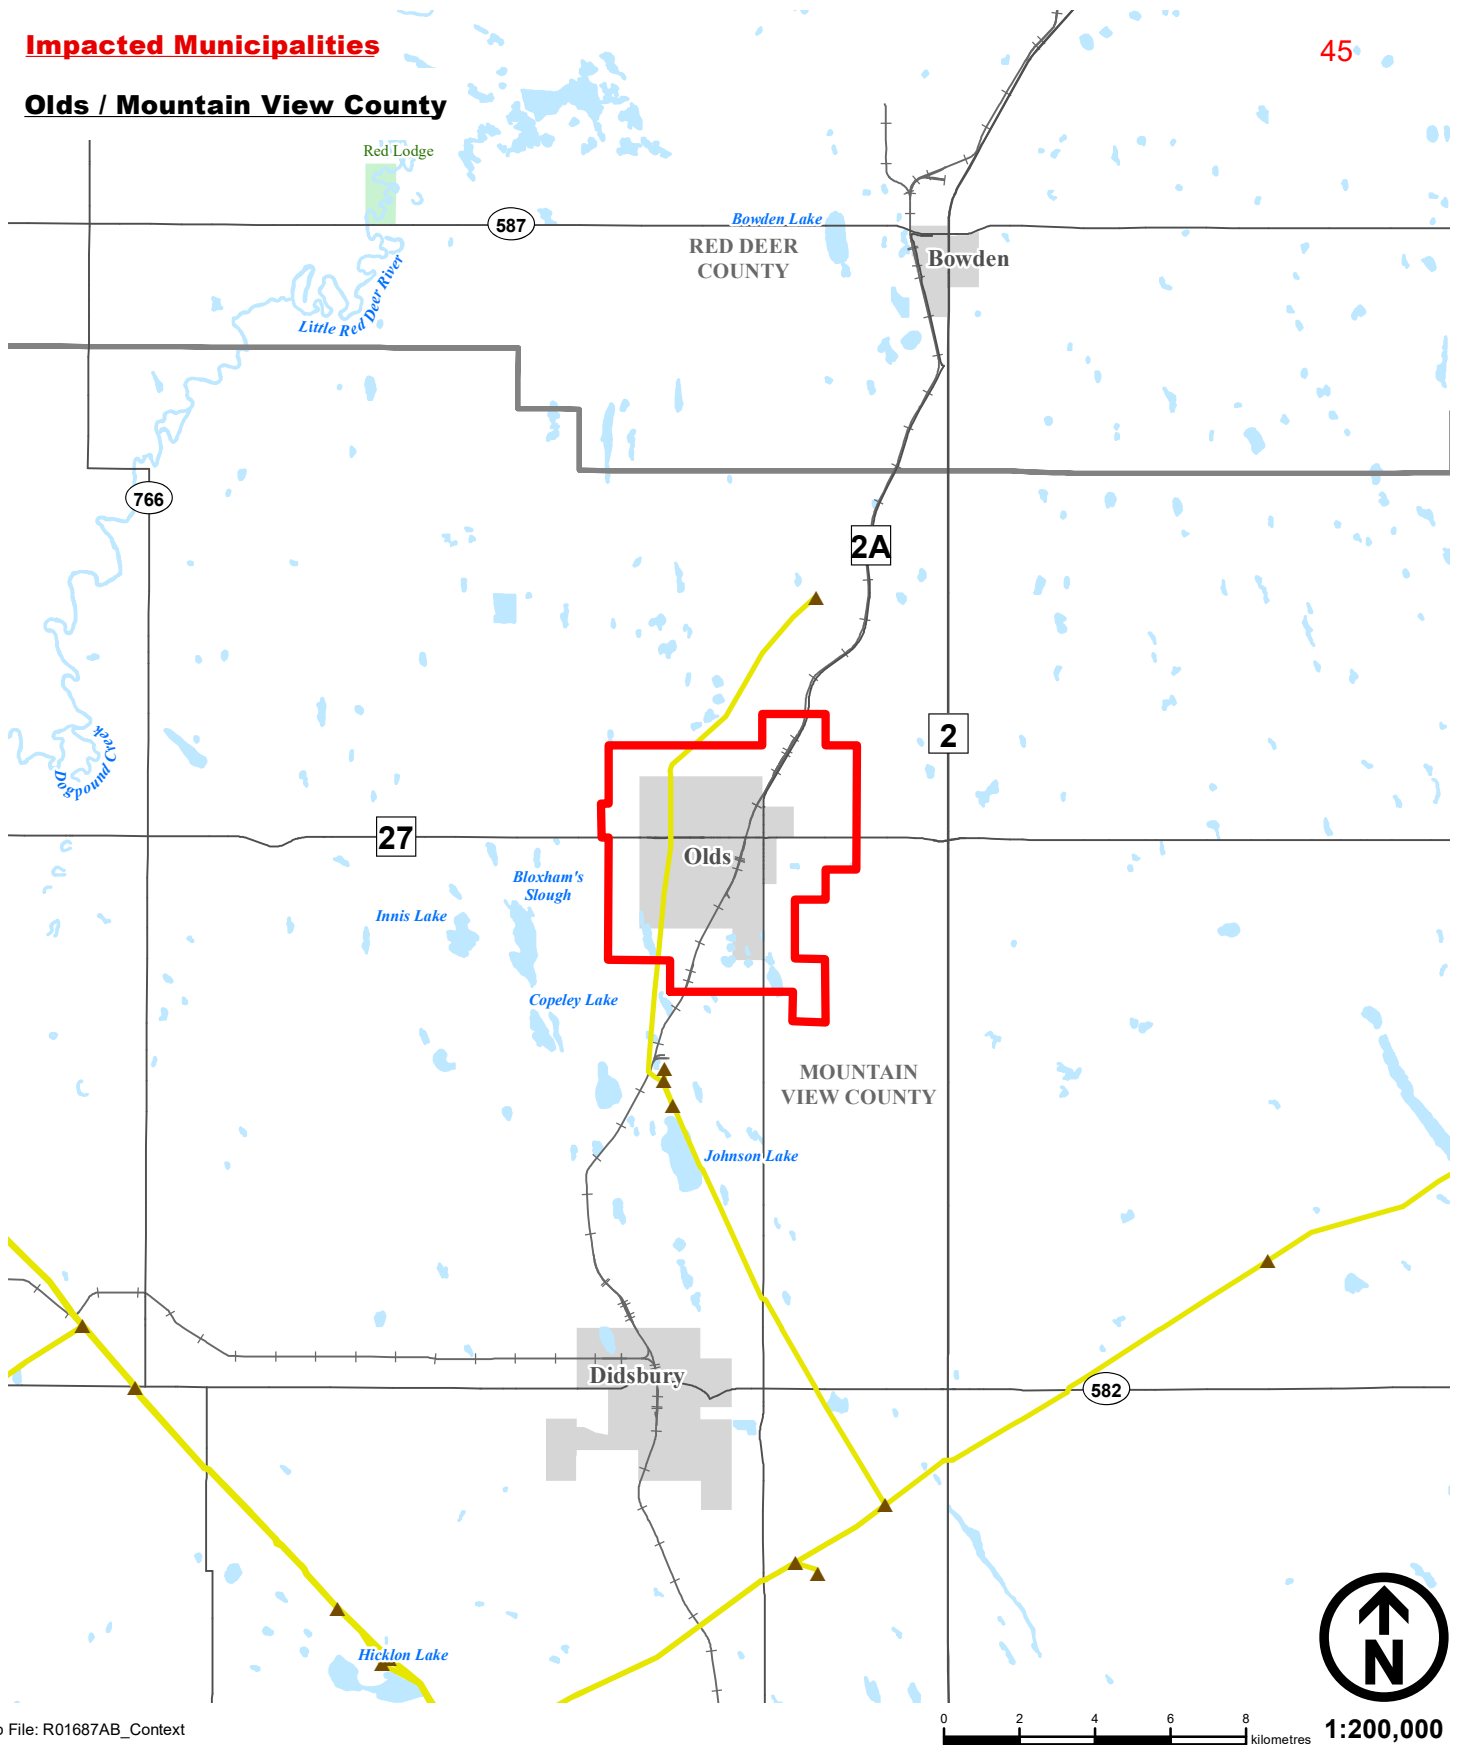 Impacted Municipalities
45
Olds / Mountain View County
Red Lodge
587
Bowden Lake
RED DEER
COUNTY
Bowden
Little Red Deer River
766
2A
2
Dogpound Creek
27
Olds
Bloxham's
Slough
Innis Lake
Copeley Lake
MOUNTAIN
VIEW COUNTY
Johnson Lake
Didsbury
582
Hicklon Lake
N
File: R01687AB_Context
0 2 4 6 8
kilometres
1:200,000